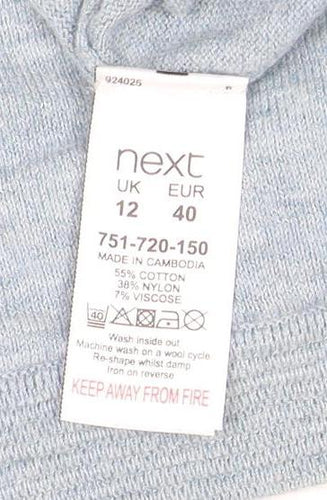 924026 R
next
UK EUR
12 40
751-720-150
MADE IN CAMBODIA
55% COTTON
38% NYLON
7% VISCOSE
40
Wash inside out
Machine wash on a wool cycle
Re-shape whilst damp
Iron on reverse
KEEP AWAY FROM FIRE